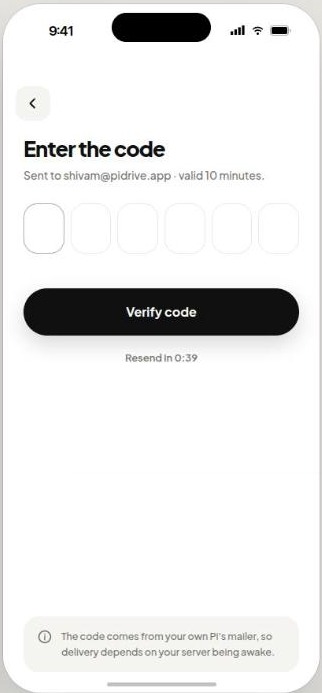 9:41
Enter the code
Sent to shivam@pidrive.app · valid 10 minutes.
Verify code
Resend in 0:39
The code comes from your own Pi's mailer, so
delivery depends on your server being awake.